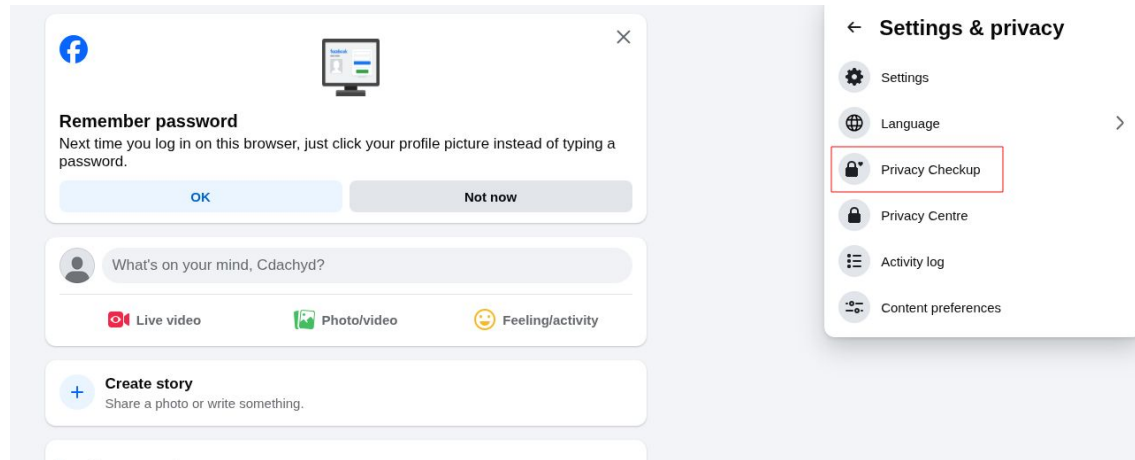 Remember password
Next time you log in on this browser, just click your profile picture instead of typing a
password.
OK
Not now
What's on your mind, Cdachyd?
Live video
Photo/video
Feeling/activity
Create story
Share a photo or write something.
Settings & privacy
Settings
Language
Privacy Checkup
Privacy Centre
Activity log
Content preferences